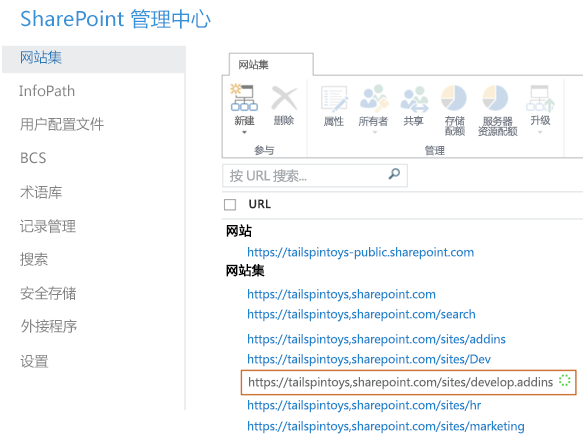 SharePoint 管理中心
网站集
InfoPath
用户配置文件
BCS
术语库
记录管理
搜索
安全存储
外接程序
设置
网站集
新建
删除
属性
所有者
共享
存储
配额
服务器
资源配额
升级
参与
管理
按 URL 搜索...
URL
网站
https://tailspintoys-public.sharepoint.com
网站集
https://tailspintoys,sharepoint.com
https://tailspintoys,sharepoint.com/search
https://tailspintoys,sharepoint.com/sites/addins
https://tailspintoys,sharepoint.com/sites/Dev
https://tailspintoys,sharepoint.com/sites/develop.addins
https://tailspintoys,sharepoint.com/sites/hr
https://tailspintoys,sharepoint.com/sites/marketing